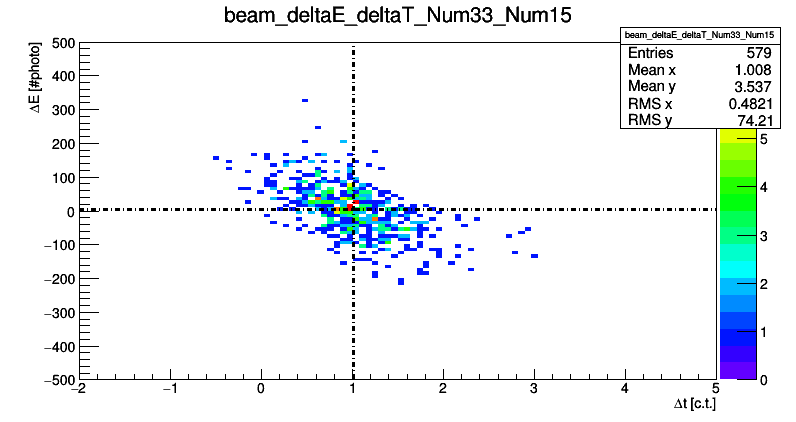 beam_deltaE_deltaT_Num33_Num15
beam_deltaE_deltaT_Num33_Num15
Entries 579
Mean x 1.008
Mean y 3.537
RMS x 0.4821
RMS y 74.21
ΔE [#photo]
500
400
300
200
100
0
−100
−200
−300
−400
−500
−2 −1 0 1 2 3 4 5
Δt [c.t.]
5
4
3
2
1
0